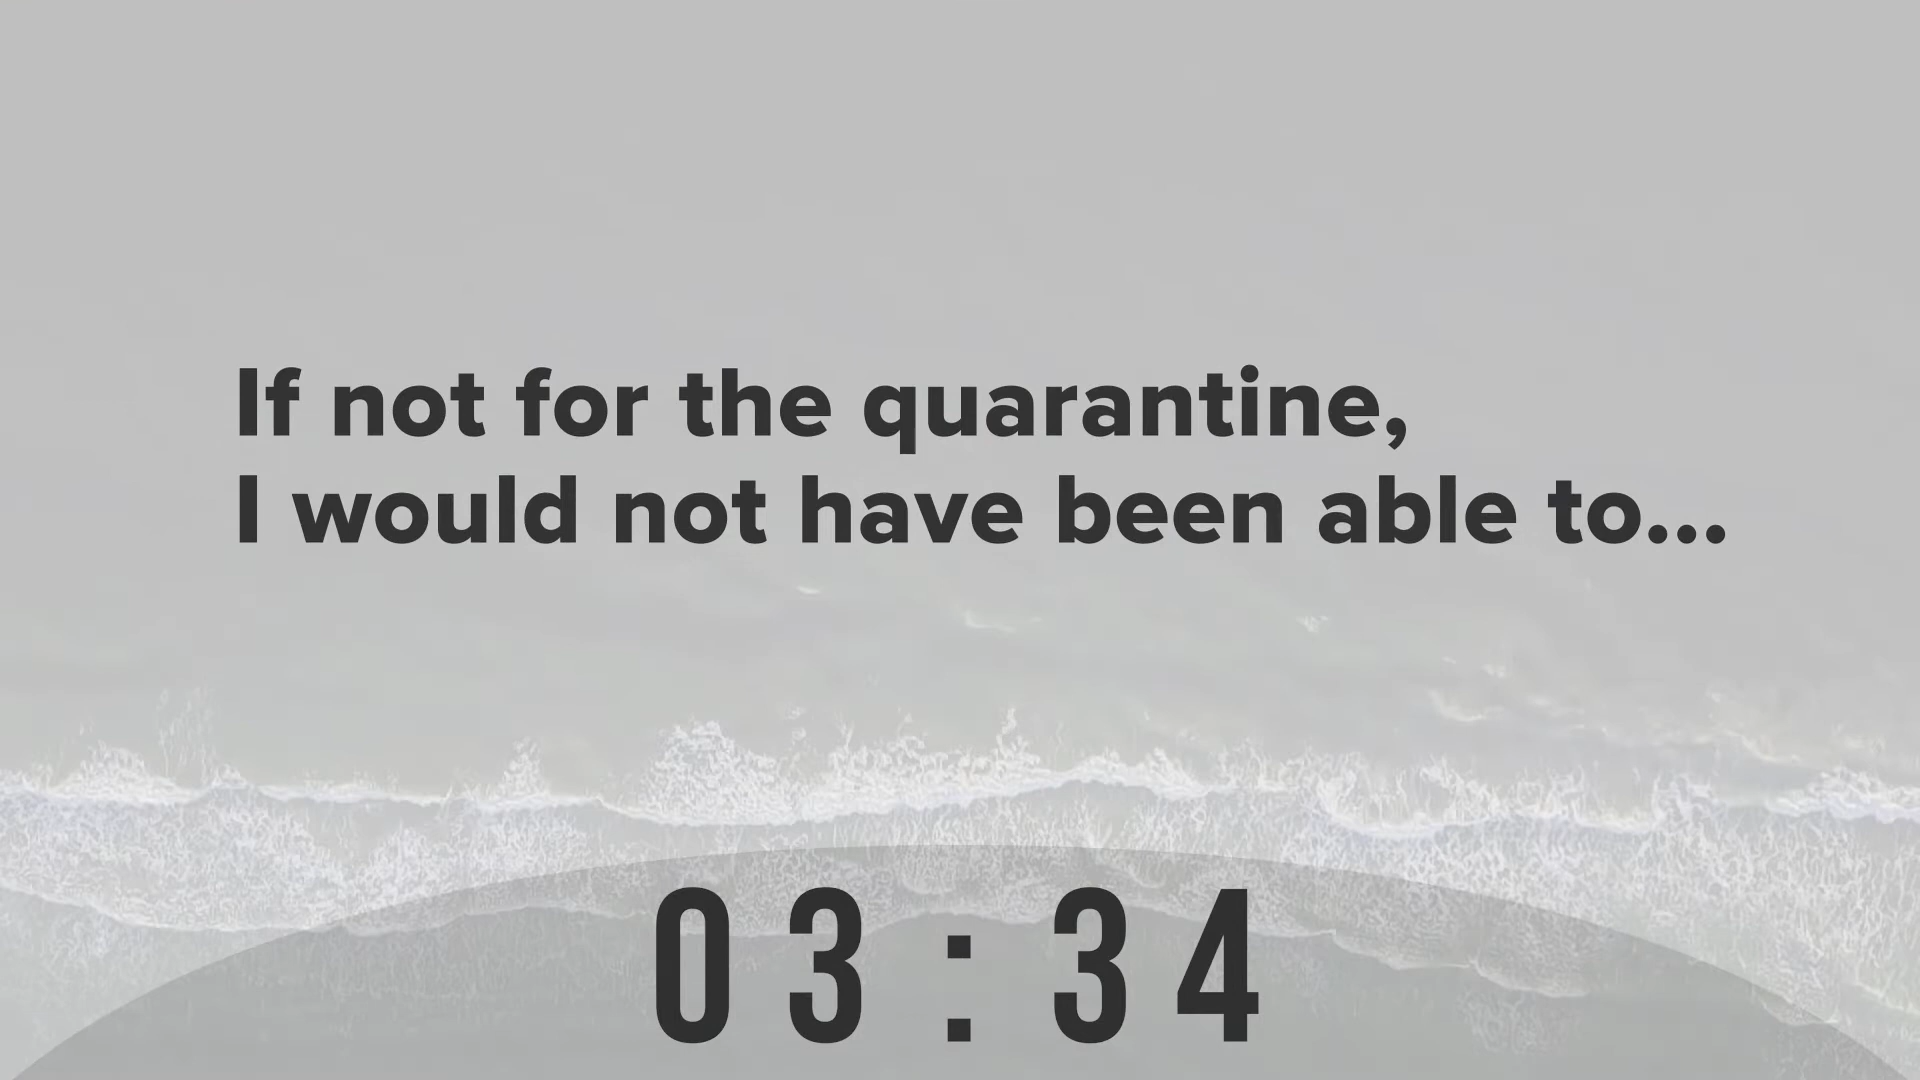 If not for the quarantine,
I would not have been able to...
03:34